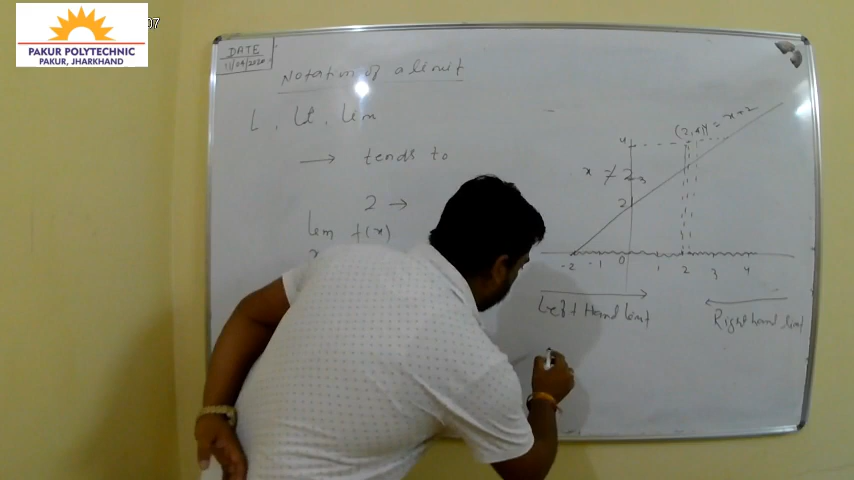 07
PAKUR POLYTECHNIC
PAKUR, JHARKHAND
DATE
Notation of a limit
L, Lt, Lim
→ tends to
2 →
Lim f(x)
x
(2,4) y = x+2
4
x ≠ 2
2
-2 -1 0 1 2 3 4
Left Hand limit
Right hand limit